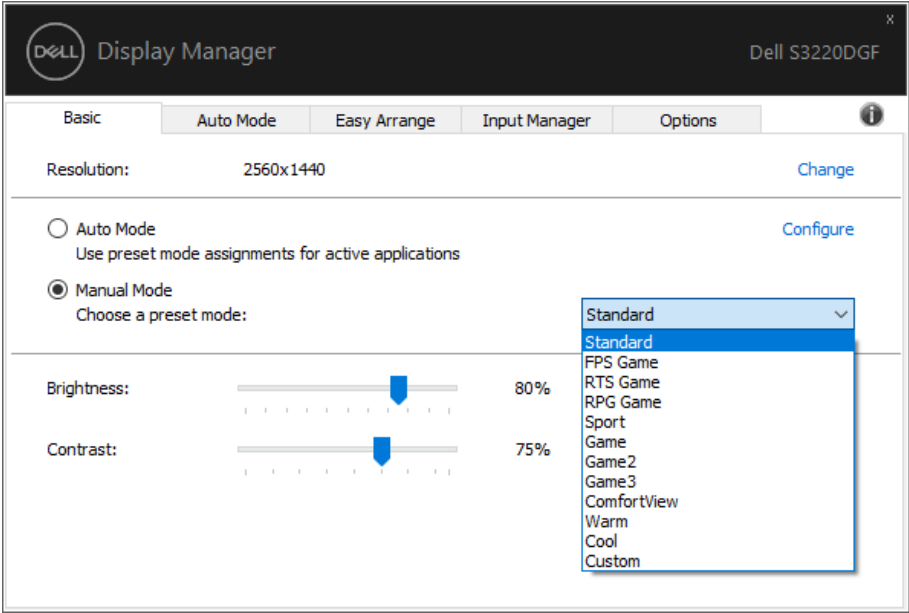 x
DELL Display Manager
Dell S3220DGF
Basic
Auto Mode
Easy Arrange
Input Manager
Options
Resolution: 2560x1440 Change
Auto Mode Configure
Use preset mode assignments for active applications
Manual Mode
Choose a preset mode: Standard
Standard
FPS Game
RTS Game
RPG Game
Sport
Game
Game2
Game3
ComfortView
Warm
Cool
Custom
Brightness: 80%
Contrast: 75%